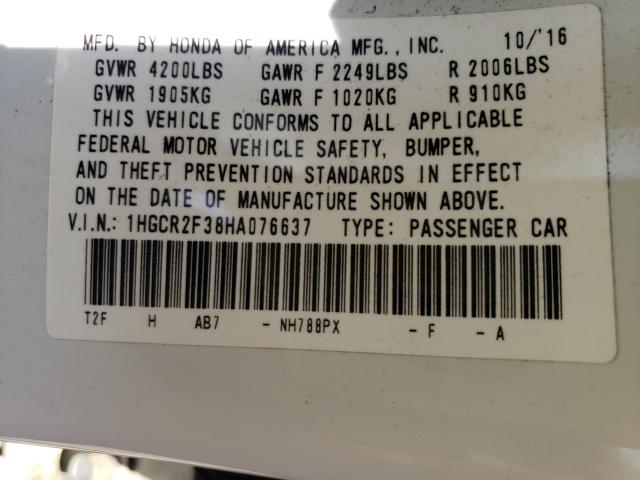 MFD. BY HONDA OF AMERICA MFG., INC. 10/'16
GVWR 4200LBS GAWR F 2249LBS R 2006LBS
GVWR 1905KG GAWR F 1020KG R 910KG
THIS VEHICLE CONFORMS TO ALL APPLICABLE
FEDERAL MOTOR VEHICLE SAFETY, BUMPER,
AND THEFT PREVENTION STANDARDS IN EFFECT
ON THE DATE OF MANUFACTURE SHOWN ABOVE.
V.I.N.: 1HGCR2F38HA076637 TYPE: PASSENGER CAR
T2F H AB7 - NH788PX - F - A